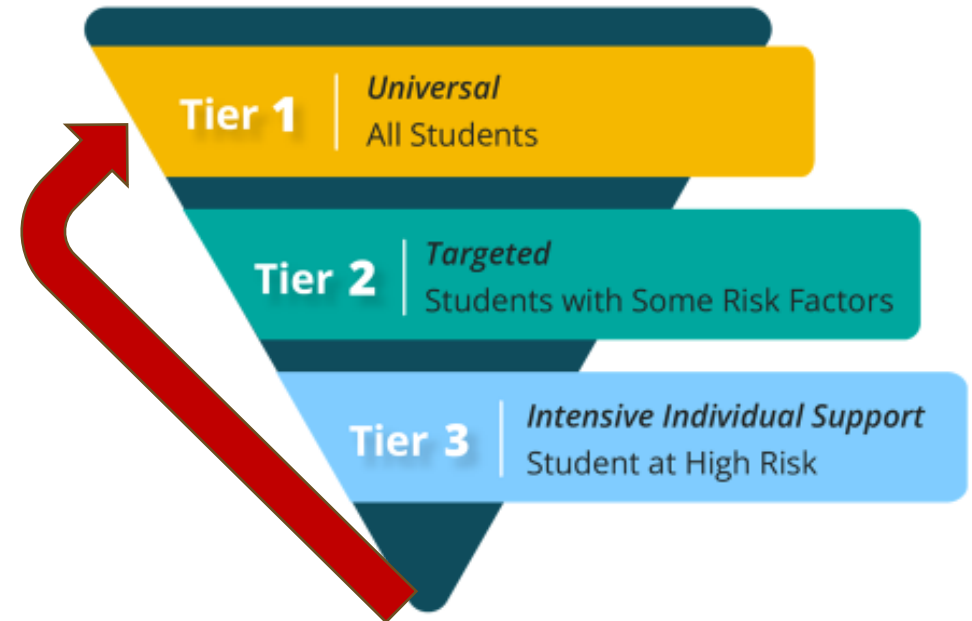 Tier 1
Universal
All Students
Tier 2
Targeted
Students with Some Risk Factors
Tier 3
Intensive Individual Support
Student at High Risk